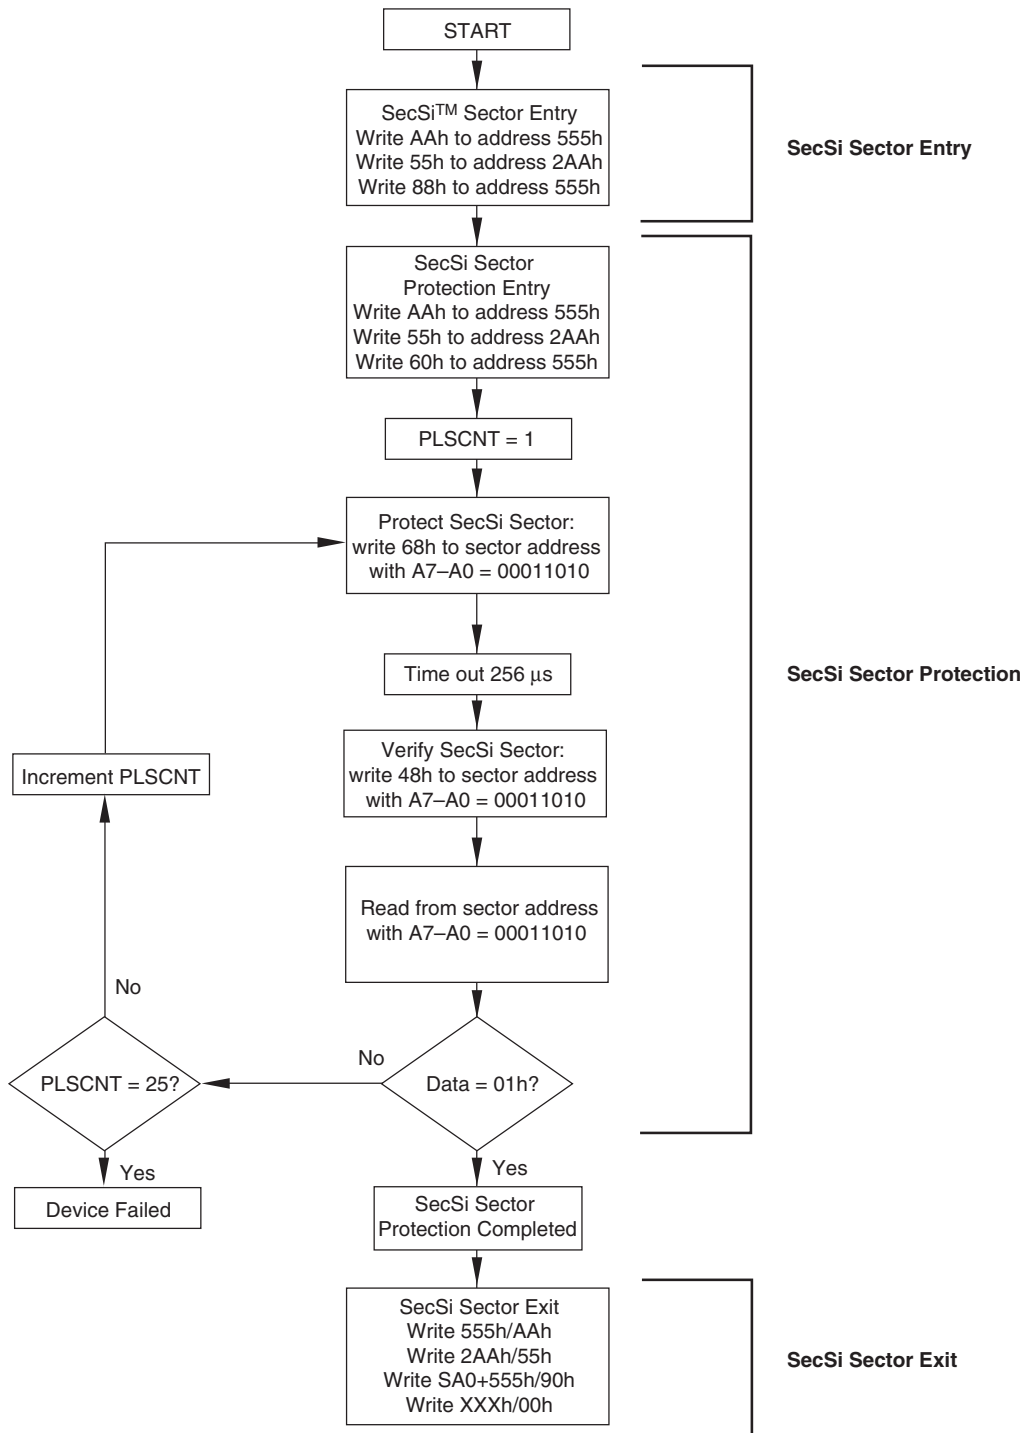 START
SecSi™ Sector Entry
Write AAh to address 555h
Write 55h to address 2AAh
Write 88h to address 555h
SecSi Sector Entry
SecSi Sector
Protection Entry
Write AAh to address 555h
Write 55h to address 2AAh
Write 60h to address 555h
PLSCNT = 1
Protect SecSi Sector:
write 68h to sector address
with A7–A0 = 00011010
Time out 256 μs
SecSi Sector Protection
Verify SecSi Sector:
write 48h to sector address
with A7–A0 = 00011010
Increment PLSCNT
Read from sector address
with A7–A0 = 00011010
No
No
PLSCNT = 25?
Data = 01h?
Yes
Yes
Device Failed
SecSi Sector
Protection Completed
SecSi Sector Exit
Write 555h/AAh
Write 2AAh/55h
Write SA0+555h/90h
Write XXXh/00h
SecSi Sector Exit